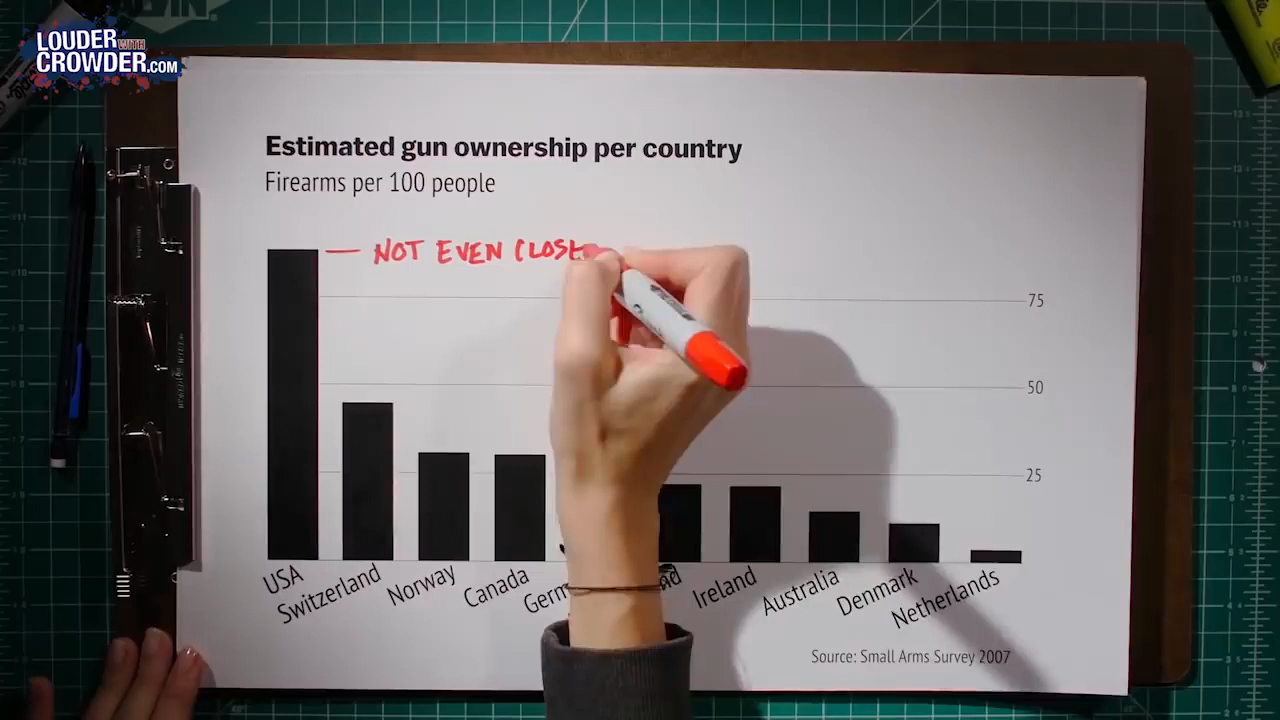 LOUDER WITH
CROWDER.COM
Estimated gun ownership per country
Firearms per 100 people
NOT EVEN CLOSE
75
50
25
USA
Switzerland
Norway
Canada
Ireland
Australia
Denmark
Netherlands
Source: Small Arms Survey 2007